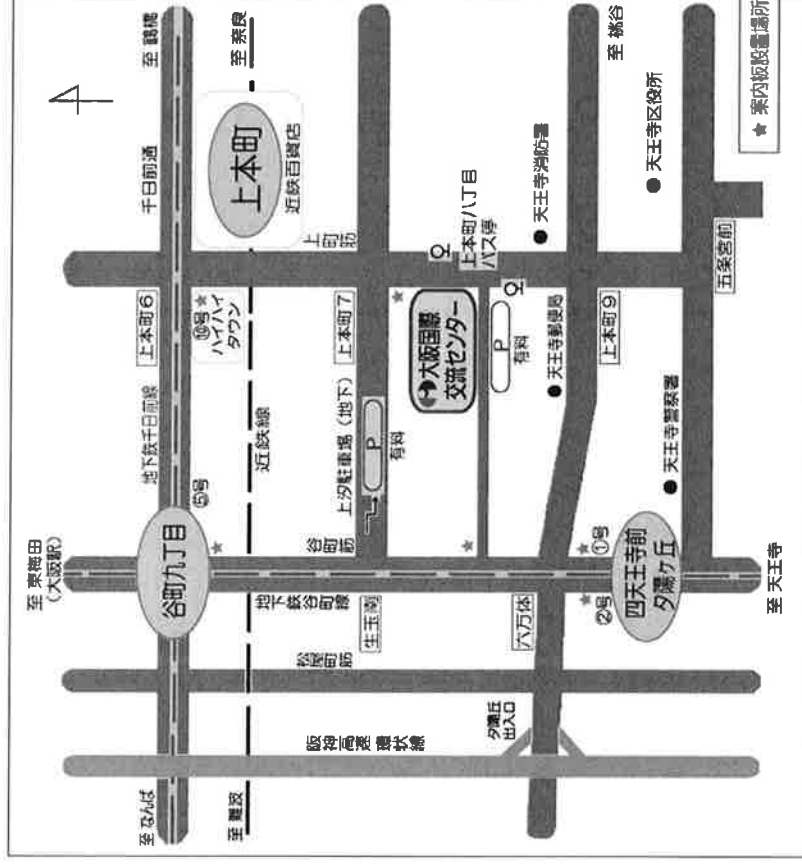 至 東梅田
(大阪駅)
至 なんば
千日前通
至 鶴橋
地下鉄千日前線
上本町6
谷町九丁目
⑤号
⑩号
ハイハイ
タウン
上本町
近鉄百貨店
至 難波
近鉄線
至 奈良
地下鉄谷町線
谷町筋
松屋町筋
上町筋
阪神高速 環状線
生玉南
上汐駐車場(地下)
P
有料
上本町7
大阪国際
交流センター
上本町八丁目
バス停
P
有料
六万体
夕陽丘
出入口
天王寺郵便局
天王寺消防署
上本町9
至 桃谷
②号
①号
四天王寺前
夕陽ヶ丘
天王寺警察署
天王寺区役所
五条宮前
至 天王寺
★ 案内板設置場所